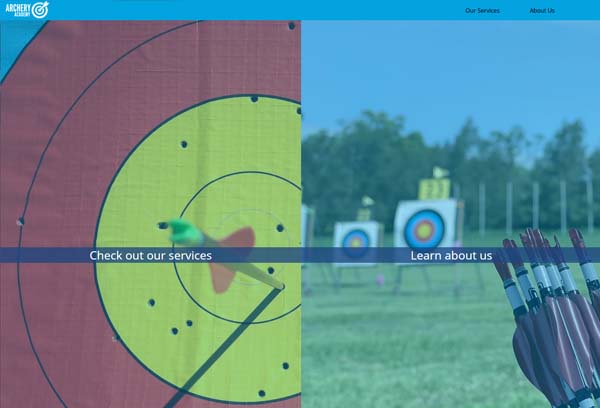 ARCHERY
ACADEMY
Our Services
About Us
Check out our services
Learn about us